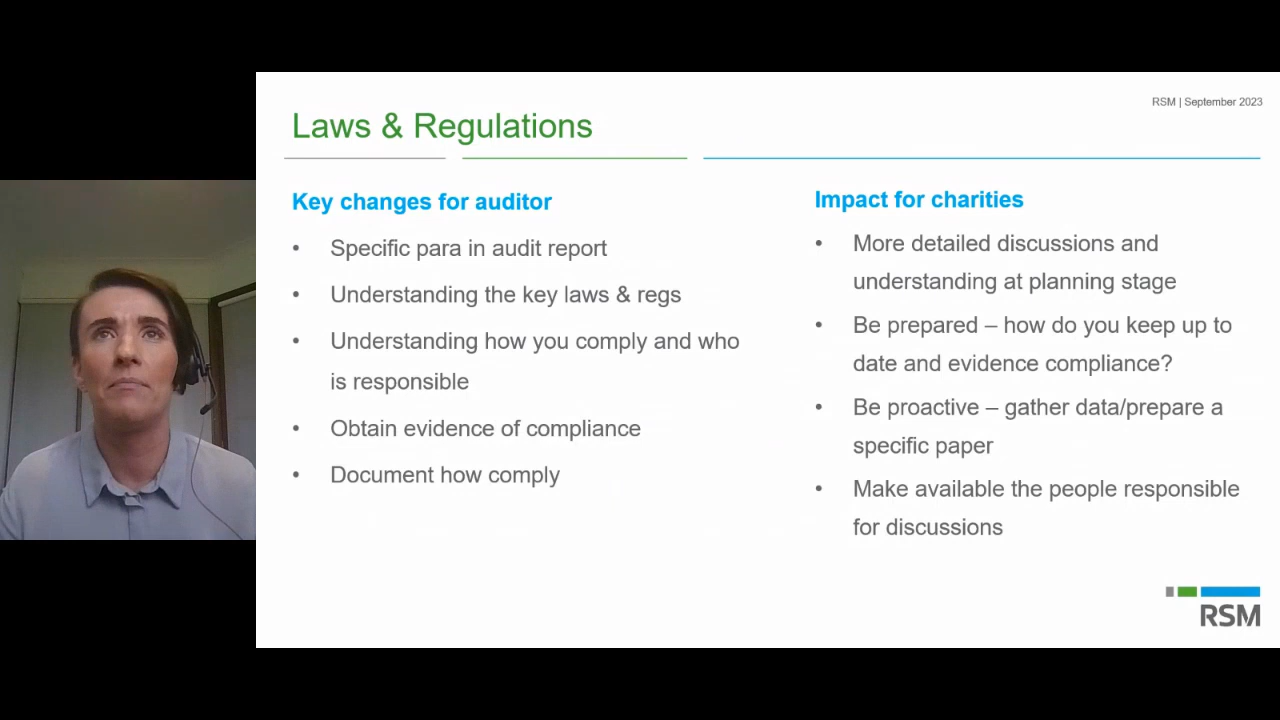 RSM | September 2023
Laws & Regulations
Key changes for auditor
• Specific para in audit report
• Understanding the key laws & regs
• Understanding how you comply and who
is responsible
• Obtain evidence of compliance
• Document how comply
Impact for charities
• More detailed discussions and
understanding at planning stage
• Be prepared – how do you keep up to
date and evidence compliance?
• Be proactive – gather data/prepare a
specific paper
• Make available the people responsible
for discussions
RSM